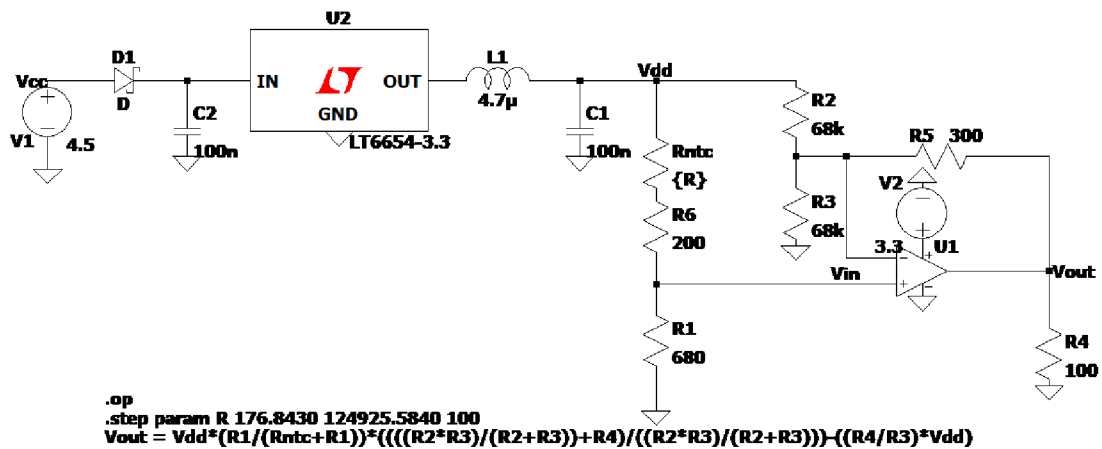 U2
D1
L1
Vcc
IN
OUT
Vdd
D
GND
4.7µ
C2
C1
R2
V1
4.5
100n
LT6654-3.3
100n
68k
R5
300
Rntc
{R}
V2
R6
200
R3
68k
3.3
U1
Vin
Vout
R1
680
R4
100
.op
.step param R 176.8430 124925.5840 100
Vout = Vdd*(R1/(Rntc+R1))*((((R2*R3)/(R2+R3))+R4)/((R2*R3)/(R2+R3)))-((R4/R3)*Vdd)